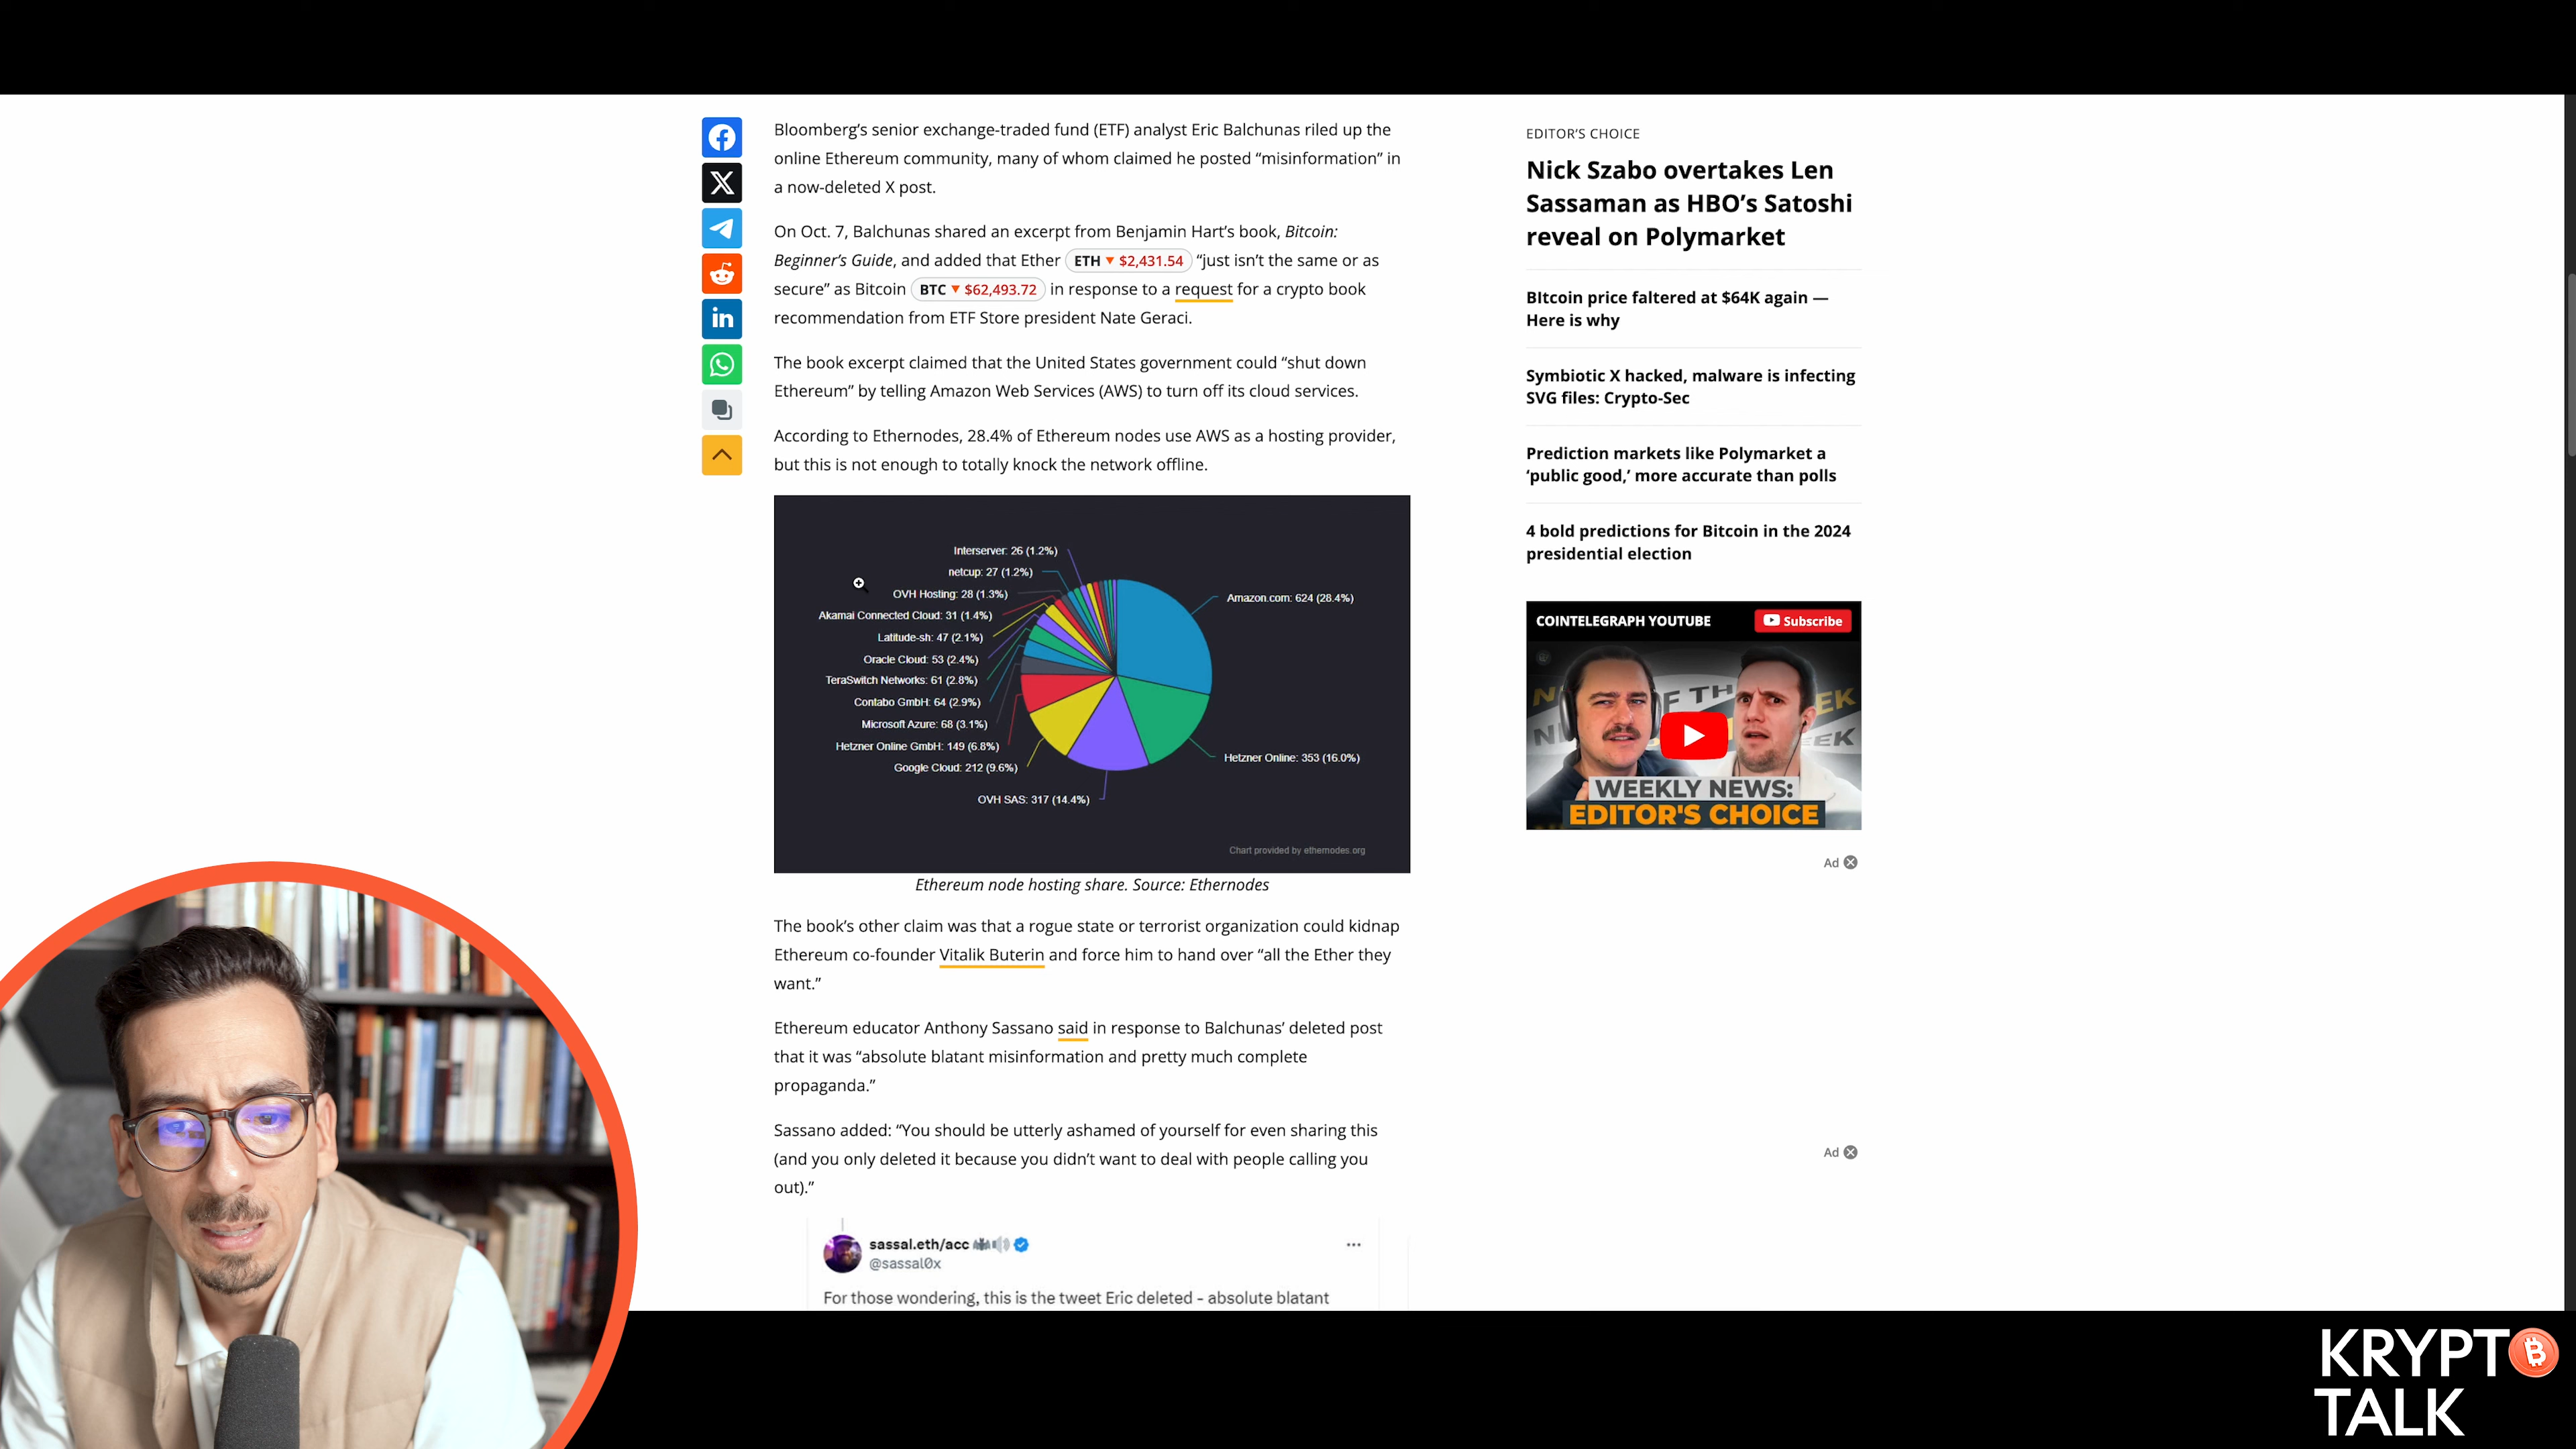 Bloomberg’s senior exchange-traded fund (ETF) analyst Eric Balchunas riled up the
online Ethereum community, many of whom claimed he posted “misinformation” in
a now-deleted X post.
On Oct. 7, Balchunas shared an excerpt from Benjamin Hart’s book, Bitcoin:
Beginner’s Guide, and added that Ether ETH ▼ $2,431.54 “just isn’t the same or as
secure” as Bitcoin BTC ▼ $62,493.72 in response to a request for a crypto book
recommendation from ETF Store president Nate Geraci.
The book excerpt claimed that the United States government could “shut down
Ethereum” by telling Amazon Web Services (AWS) to turn off its cloud services.
According to Ethernodes, 28.4% of Ethereum nodes use AWS as a hosting provider,
but this is not enough to totally knock the network offline.
Interserver: 26 (1.2%)
netcup: 27 (1.2%)
OVH Hosting: 28 (1.3%)
Akamai Connected Cloud: 31 (1.4%)
Latitude-sh: 47 (2.1%)
Oracle Cloud: 53 (2.4%)
TeraSwitch Networks: 61 (2.8%)
Contabo GmbH: 64 (2.9%)
Microsoft Azure: 68 (3.1%)
Hetzner Online GmbH: 149 (6.8%)
Google Cloud: 212 (9.6%)
OVH SAS: 317 (14.4%)
Amazon.com: 624 (28.4%)
Hetzner Online: 353 (16.0%)
Chart provided by ethernodes.org
Ethereum node hosting share. Source: Ethernodes
The book’s other claim was that a rogue state or terrorist organization could kidnap
Ethereum co-founder Vitalik Buterin and force him to hand over “all the Ether they
want.”
Ethereum educator Anthony Sassano said in response to Balchunas’ deleted post
that it was “absolute blatant misinformation and pretty much complete
propaganda.”
Sassano added: “You should be utterly ashamed of yourself for even sharing this
(and you only deleted it because you didn’t want to deal with people calling you
out).”
sassal.eth/acc
@sassal0x
For those wondering, this is the tweet Eric deleted - absolute blatant
EDITOR’S CHOICE
Nick Szabo overtakes Len
Sassaman as HBO’s Satoshi
reveal on Polymarket
BItcoin price faltered at $64K again —
Here is why
Symbiotic X hacked, malware is infecting
SVG files: Crypto-Sec
Prediction markets like Polymarket a
‘public good,’ more accurate than polls
4 bold predictions for Bitcoin in the 2024
presidential election
COINTELEGRAPH YOUTUBE
Subscribe
WEEKLY NEWS:
EDITOR'S CHOICE
Ad
Ad
KRYPTO
TALK